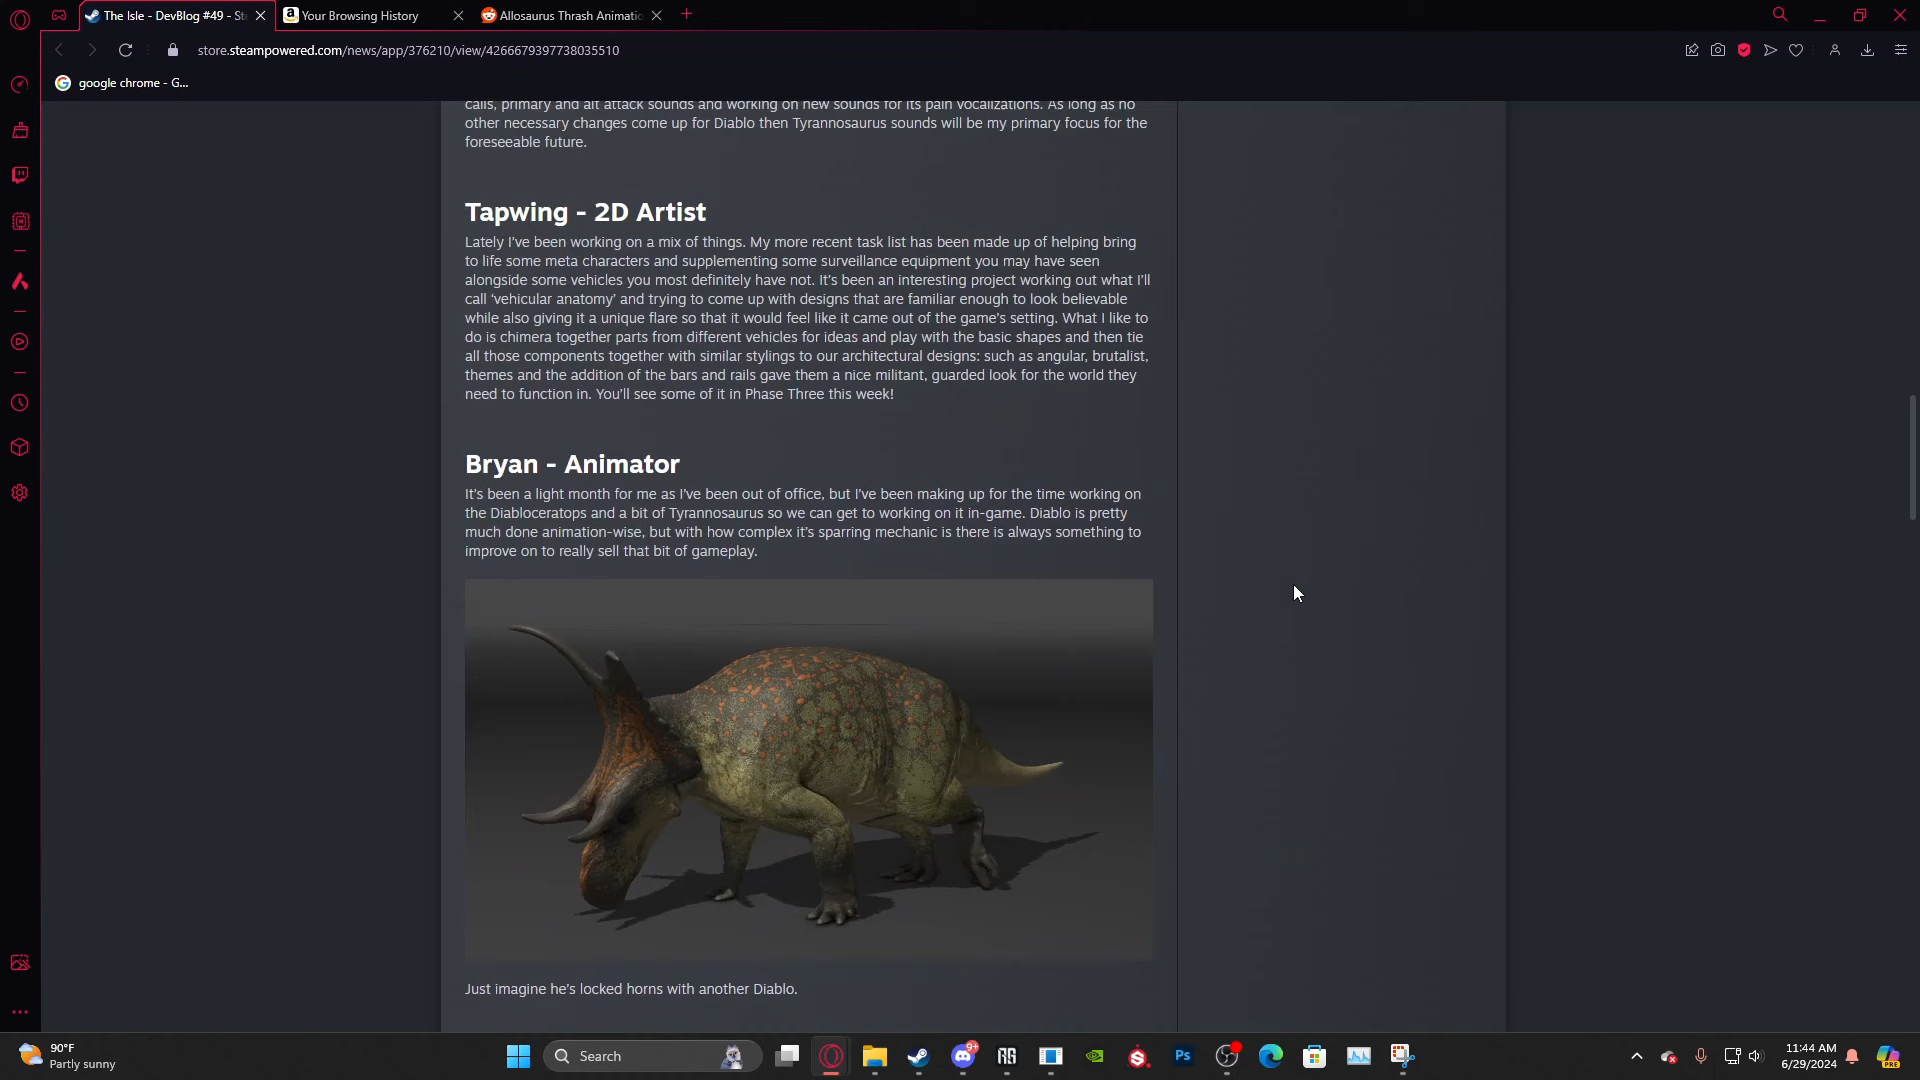 The Isle - DevBlog #49 - St
Your Browsing History
Allosaurus Thrash Animatio
store.steampowered.com/news/app/376210/view/4266679397738035510
google chrome - G...
calls, primary and alt attack sounds and working on new sounds for its pain vocalizations. As long as no
other necessary changes come up for Diablo then Tyrannosaurus sounds will be my primary focus for the
foreseeable future.
Tapwing - 2D Artist
Lately I've been working on a mix of things. My more recent task list has been made up of helping bring
to life some meta characters and supplementing some surveillance equipment you may have seen
alongside some vehicles you most definitely have not. It's been an interesting project working out what I'll
call ‘vehicular anatomy’ and trying to come up with designs that are familiar enough to look believable
while also giving it a unique flare so that it would feel like it came out of the game's setting. What I like to
do is chimera together parts from different vehicles for ideas and play with the basic shapes and then tie
all those components together with similar stylings to our architectural designs: such as angular, brutalist,
themes and the addition of the bars and rails gave them a nice militant, guarded look for the world they
need to function in. You'll see some of it in Phase Three this week!
Bryan - Animator
It's been a light month for me as I've been out of office, but I've been making up for the time working on
the Diabloceratops and a bit of Tyrannosaurus so we can get to working on it in-game. Diablo is pretty
much done animation-wise, but with how complex it's sparring mechanic is there is always something to
improve on to really sell that bit of gameplay.
Just imagine he's locked horns with another Diablo.
90°F
Partly sunny
Search
9+
Ps
PRE
11:44 AM
6/29/2024